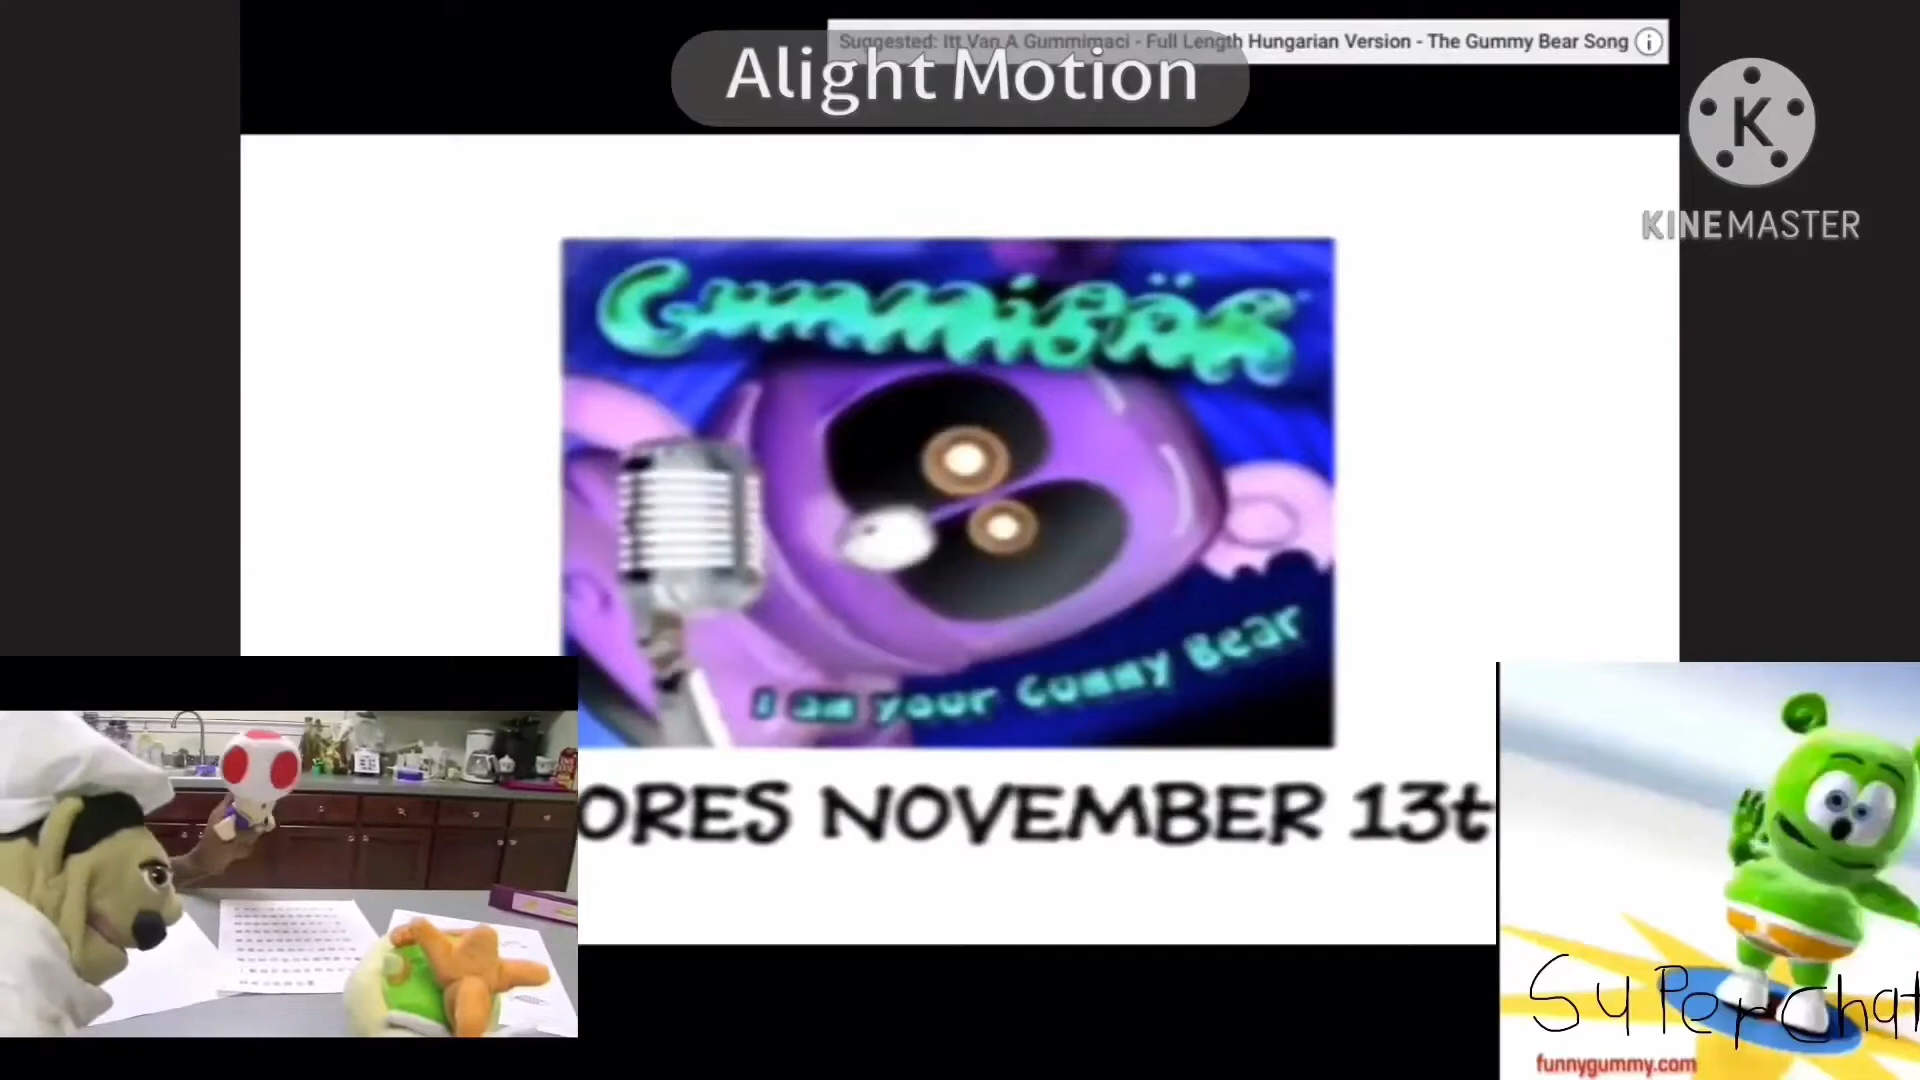 Suggested: Itt Van A Gummimaci - Full Length Hungarian Version - The Gummy Bear Song
Alight Motion
K
KINEMASTER
Gummibär
I am your Gummy Bear
ORES NOVEMBER 13t
SuPerchat
funnygummy.com